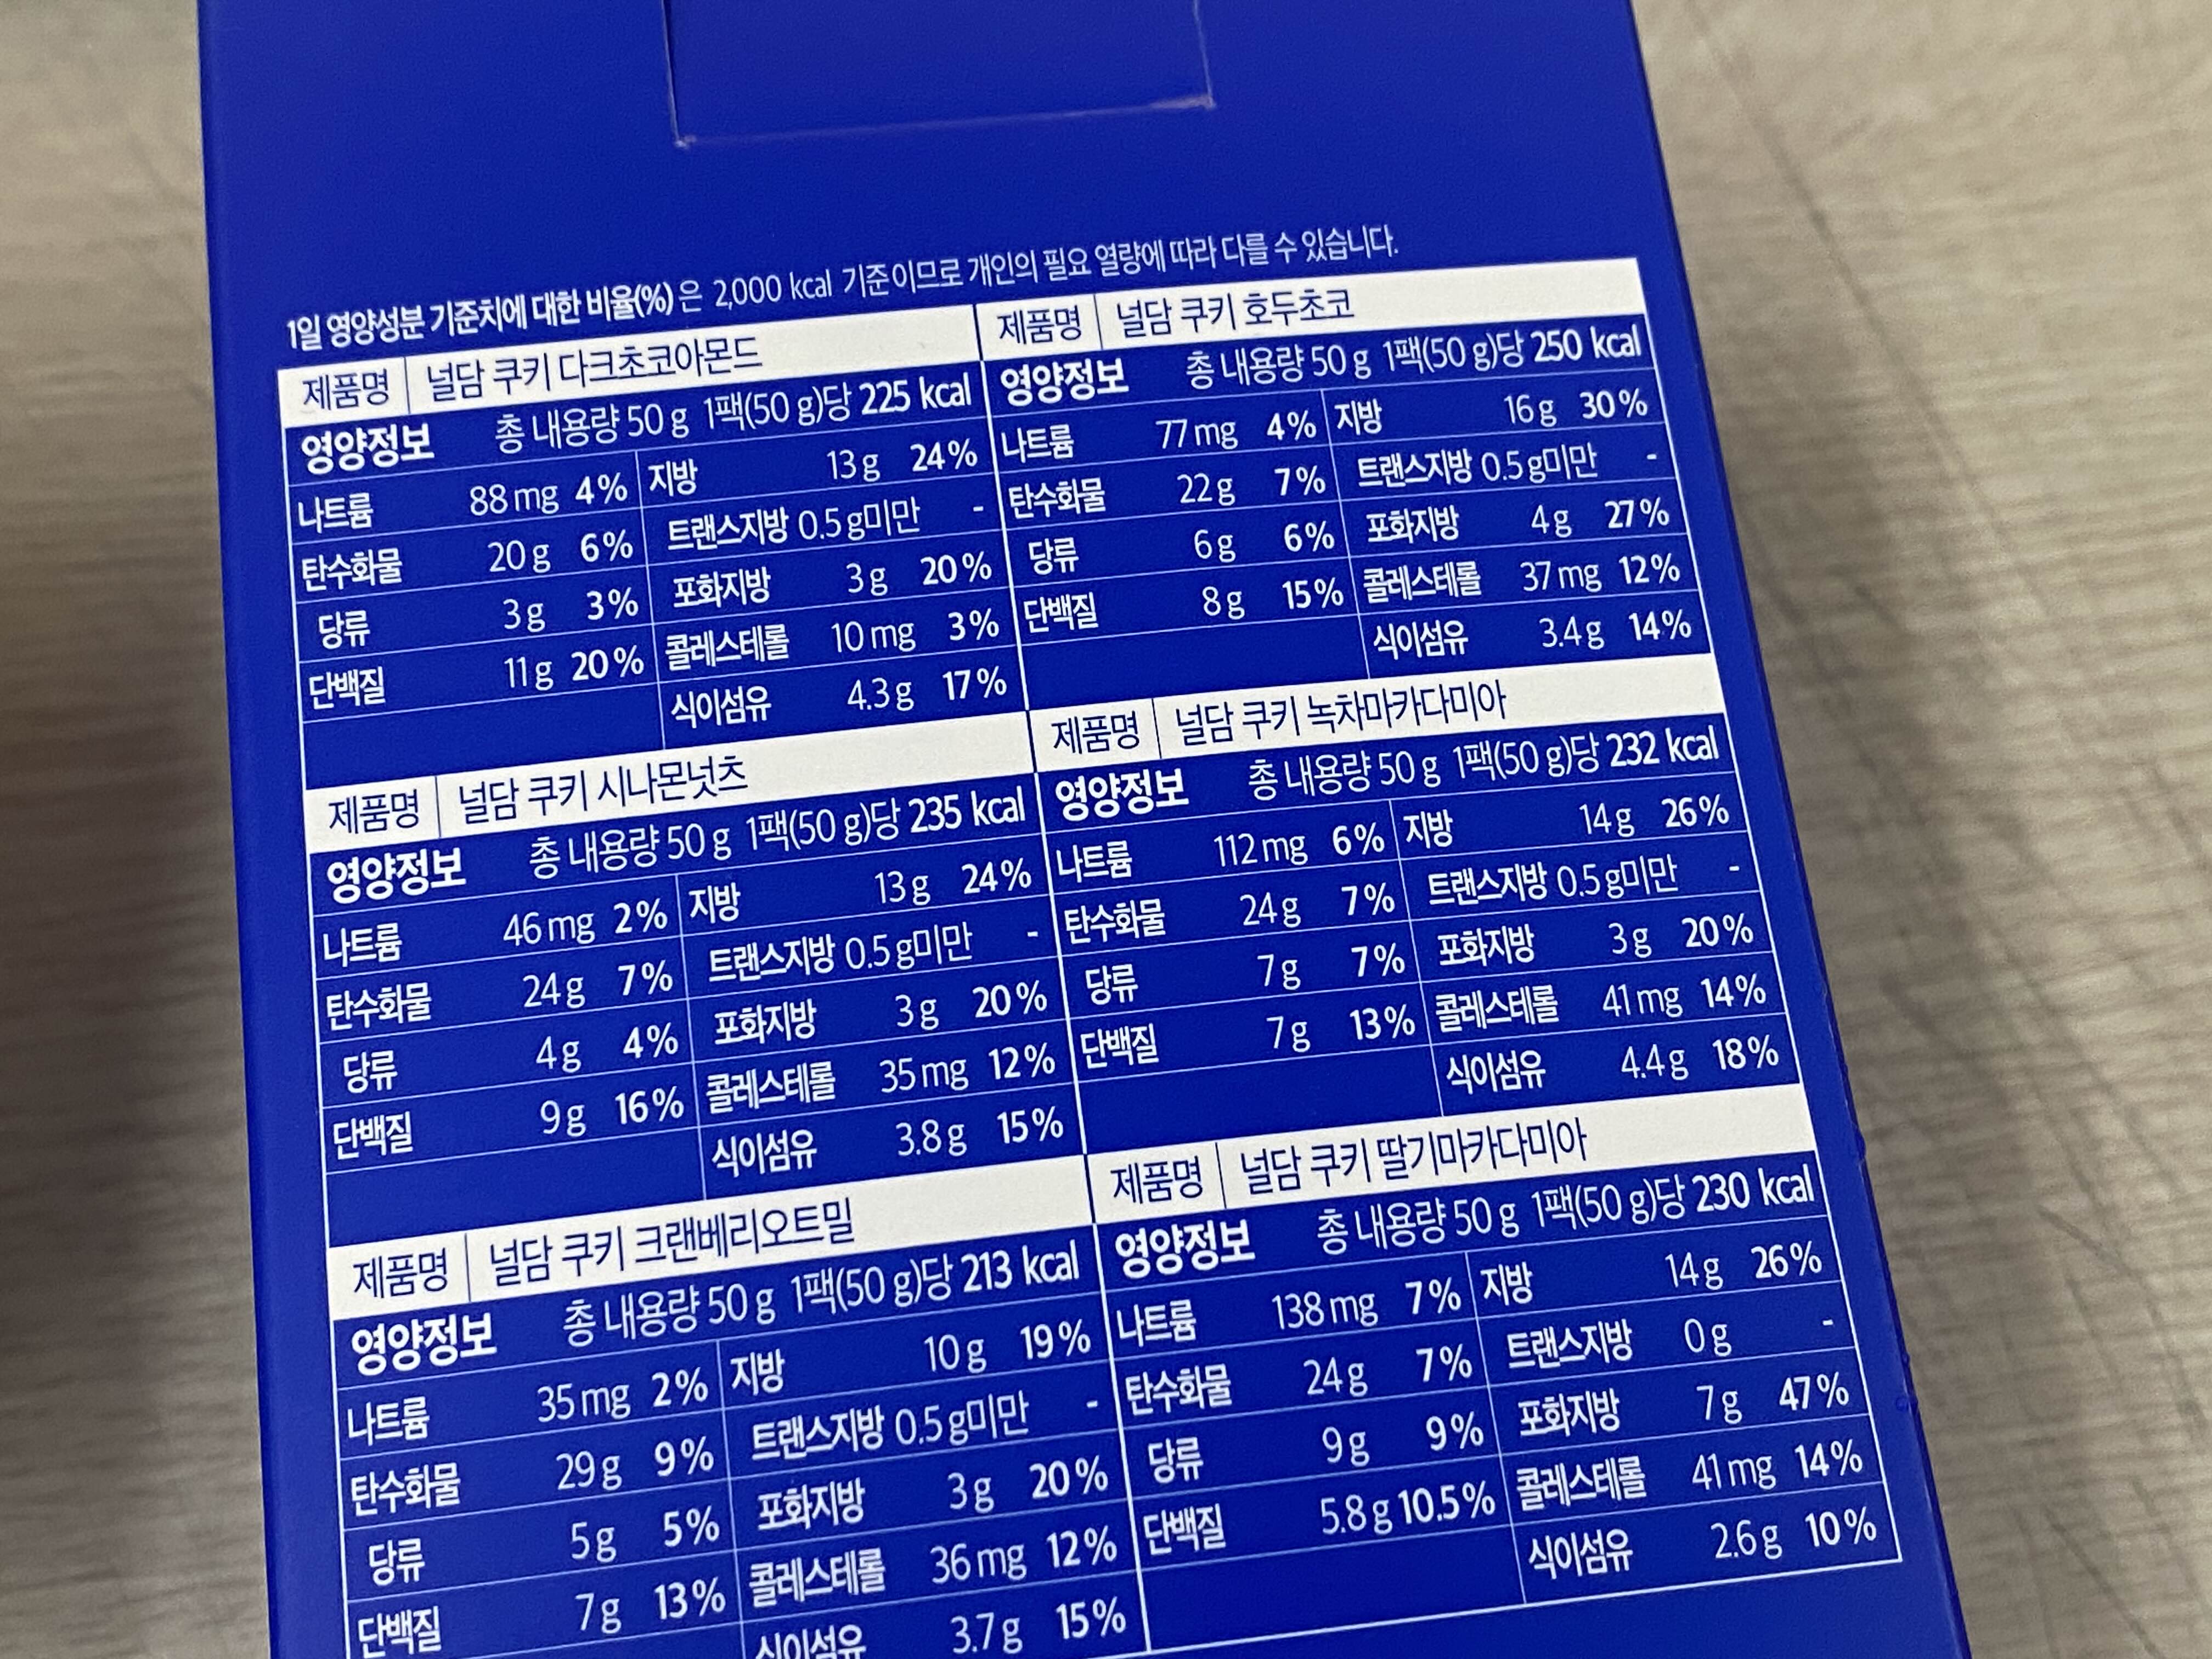 1일 영양성분 기준치에 대한 비율(%)은 2,000 kcal 기준이므로 개인의 필요 열량에 따라 다를 수 있습니다.
제품명 널담 쿠키 다크초코아몬드
영양정보 총 내용량 50 g 1팩(50 g)당 225 kcal
나트륨 88 mg 4% 지방 13 g 24%
탄수화물 20 g 6% 트랜스지방 0.5 g미만 -
당류 3 g 3% 포화지방 3 g 20%
단백질 11 g 20% 콜레스테롤 10 mg 3%
식이섬유 4.3 g 17%
제품명 널담 쿠키 호두초코
영양정보 총 내용량 50 g 1팩(50 g)당 250 kcal
나트륨 77 mg 4% 지방 16 g 30%
탄수화물 22 g 7% 트랜스지방 0.5 g미만 -
당류 6 g 6% 포화지방 4 g 27%
단백질 8 g 15% 콜레스테롤 37 mg 12%
식이섬유 3.4 g 14%
제품명 널담 쿠키 시나몬넛츠
영양정보 총 내용량 50 g 1팩(50 g)당 235 kcal
나트륨 46 mg 2% 지방 13 g 24%
탄수화물 24 g 7% 트랜스지방 0.5 g미만 -
당류 4 g 4% 포화지방 3 g 20%
단백질 9 g 16% 콜레스테롤 35 mg 12%
식이섬유 3.8 g 15%
제품명 널담 쿠키 녹차마카다미아
영양정보 총 내용량 50 g 1팩(50 g)당 232 kcal
나트륨 112 mg 6% 지방 14 g 26%
탄수화물 24 g 7% 트랜스지방 0.5 g미만 -
당류 7 g 7% 포화지방 3 g 20%
단백질 7 g 13% 콜레스테롤 41 mg 14%
식이섬유 4.4 g 18%
제품명 널담 쿠키 크랜베리오트밀
영양정보 총 내용량 50 g 1팩(50 g)당 213 kcal
나트륨 35 mg 2% 지방 10 g 19%
탄수화물 29 g 9% 트랜스지방 0.5 g미만 -
당류 5 g 5% 포화지방 3 g 20%
단백질 7 g 13% 콜레스테롤 36 mg 12%
식이섬유 3.7 g 15%
제품명 널담 쿠키 딸기마카다미아
영양정보 총 내용량 50 g 1팩(50 g)당 230 kcal
나트륨 138 mg 7% 지방 14 g 26%
탄수화물 24 g 7% 트랜스지방 0 g -
당류 9 g 9% 포화지방 7 g 47%
단백질 5.8 g 10.5% 콜레스테롤 41 mg 14%
식이섬유 2.6 g 10%